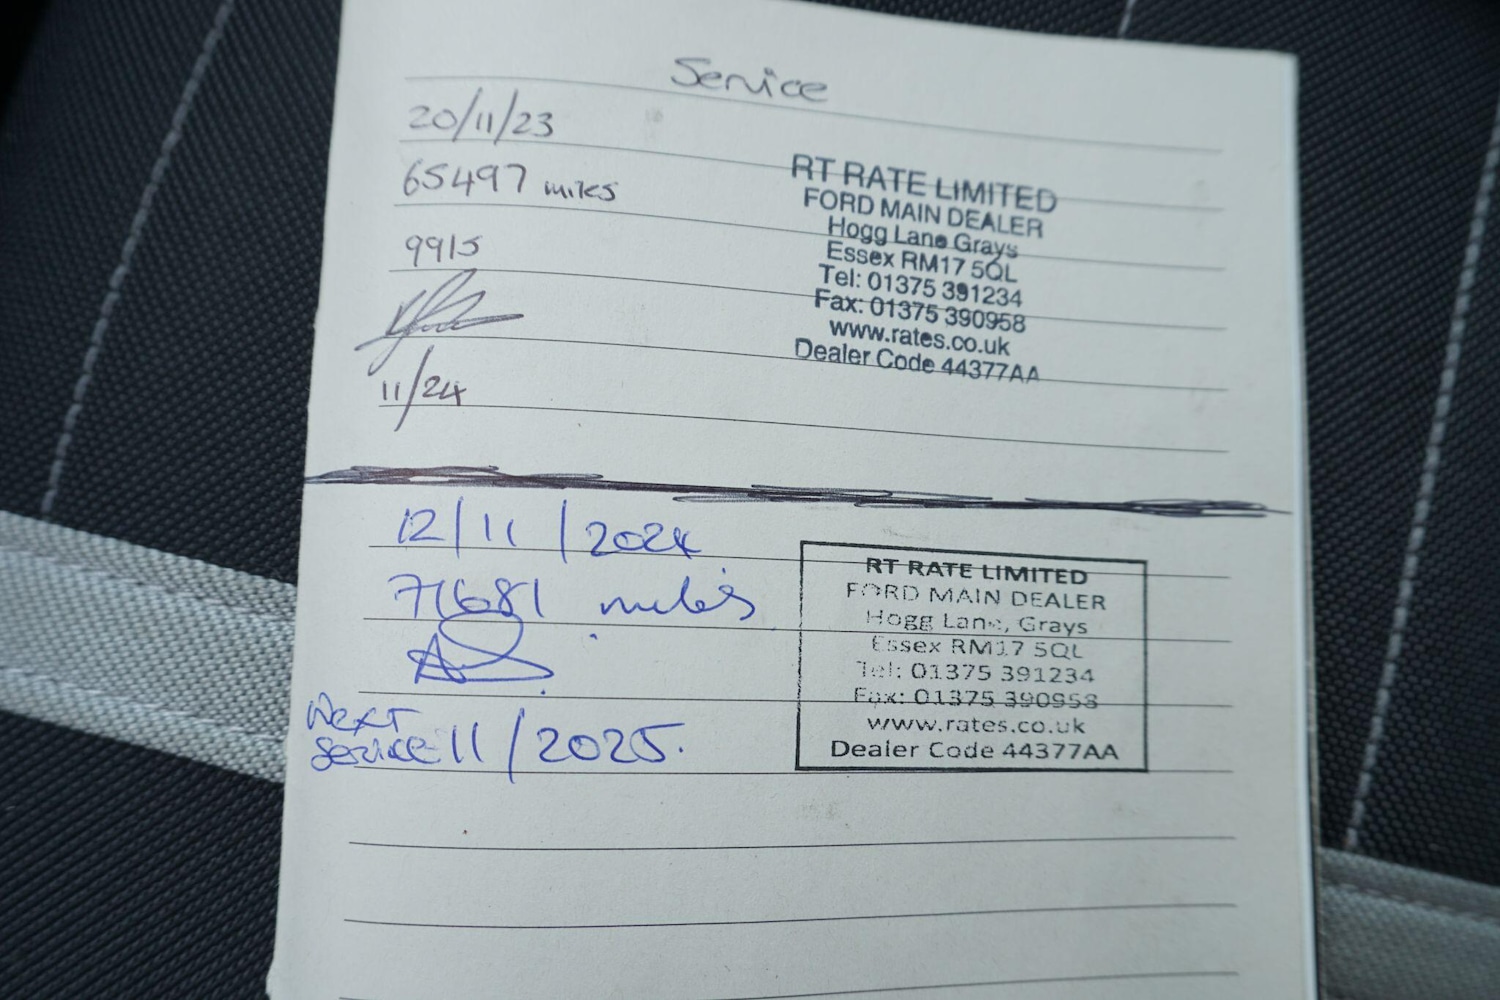 Service
20/11/23
65497 miles
9915
11/24
RT RATE LIMITED
FORD MAIN DEALER
Hogg Lane Grays
Essex RM17 5QL
Tel: 01375 391234
Fax: 01375 390958
www.rates.co.uk
Dealer Code 44377AA
12/11/2024
71681 miles
Next
service 11/2025.
RT RATE LIMITED
FORD MAIN DEALER
Hogg Lane, Grays
Essex RM17 5QL
Tel: 01375 391234
Fax: 01375 390958
www.rates.co.uk
Dealer Code 44377AA